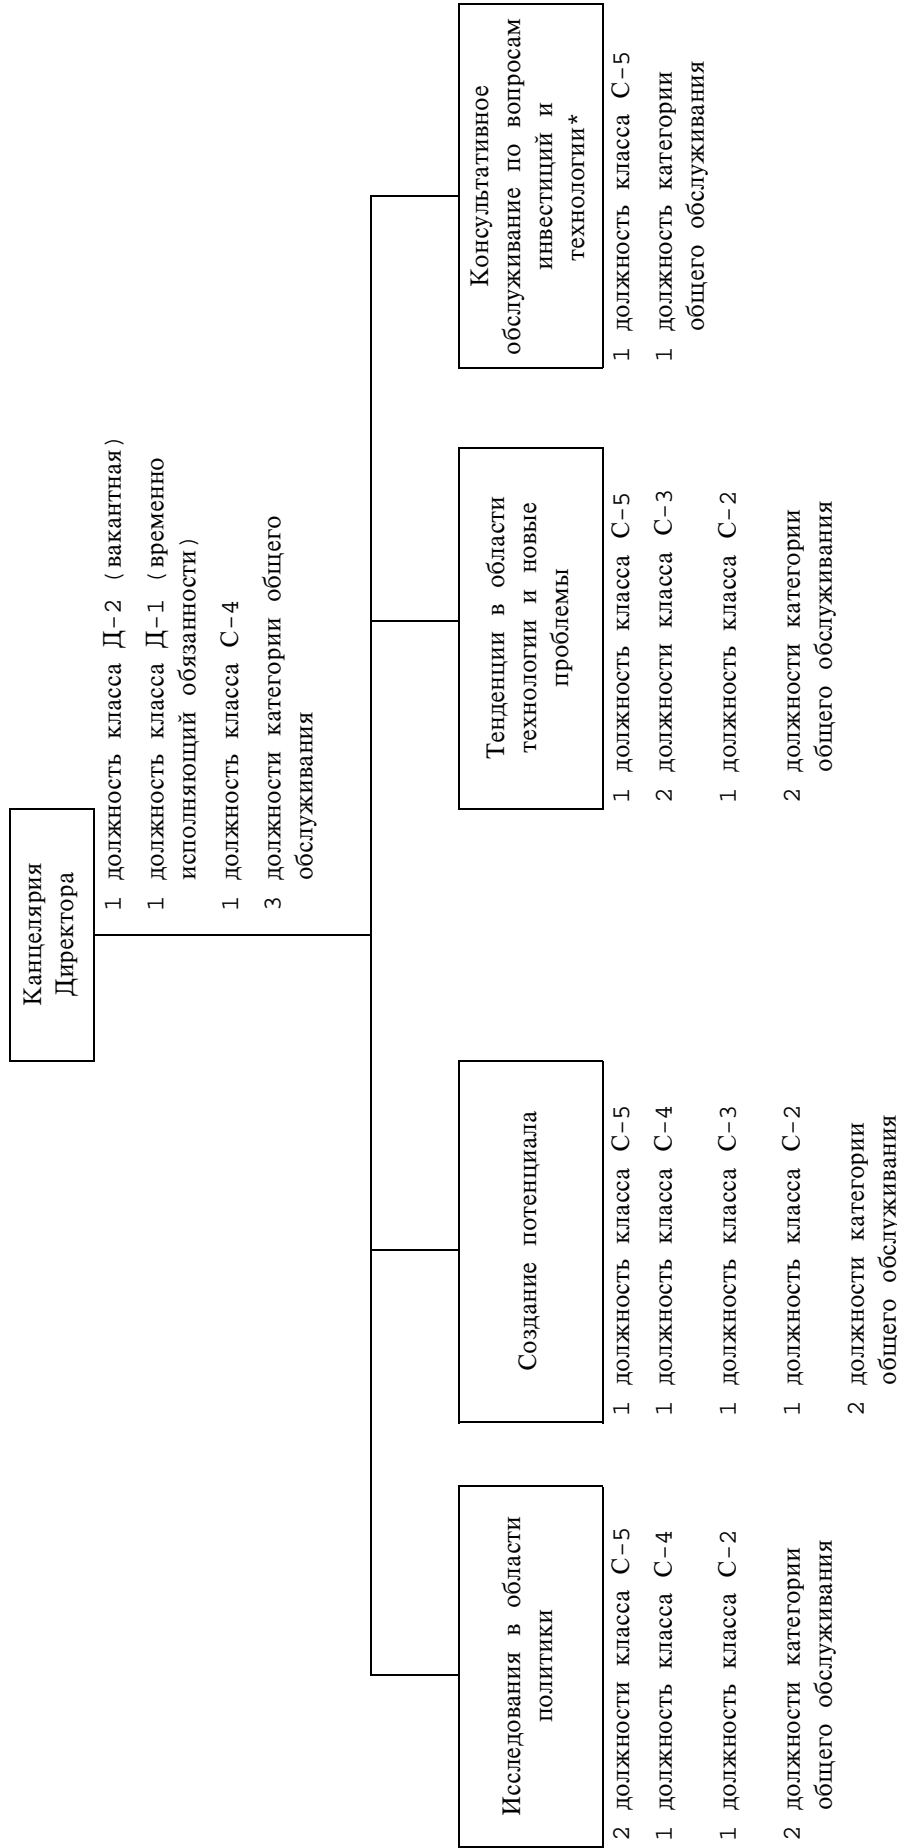 Канцелярия
Директора
1 должность класса Д-2 (вакантная)
1 должность класса Д-1 (временно
исполняющий обязанности)
1 должность класса С-4
3 должности категории общего
обслуживания
Исследования в области
политики
2 должности класса С-5
1 должность класса С-4
1 должность класса С-2
2 должности категории
общего обслуживания
Создание потенциала
1 должность класса С-5
1 должность класса С-4
1 должность класса С-3
1 должность класса С-2
2 должности категории
общего обслуживания
Тенденции в области
технологии и новые
проблемы
1 должность класса С-5
2 должности класса С-3
1 должность класса С-2
2 должности категории
общего обслуживания
Консультативное
обслуживание по вопросам
инвестиций и
технологии*
1 должность класса С-5
1 должность категории
общего обслуживания